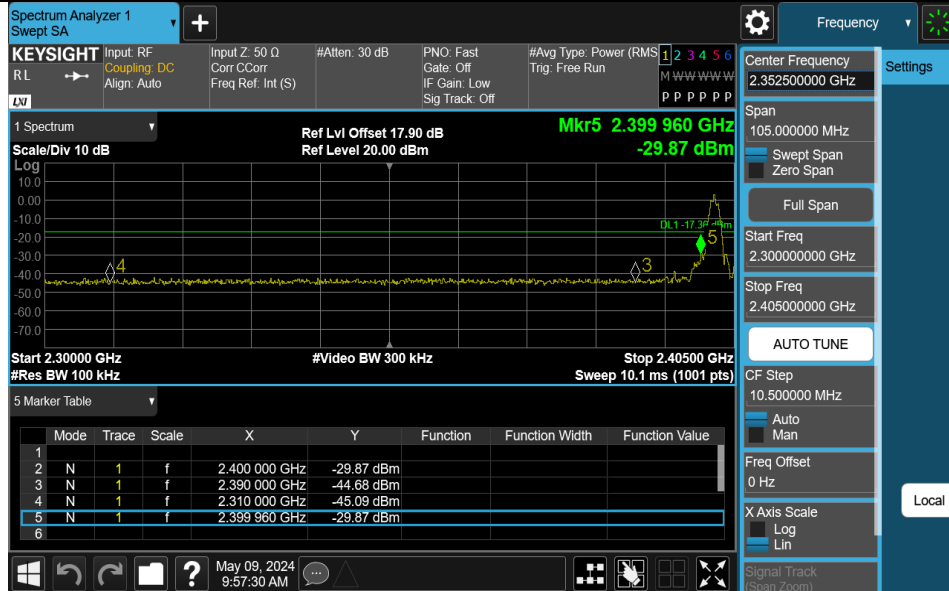 Spectrum Analyzer 1
Swept SA
Frequency
KEYSIGHT
RL
LXI
Input: RF
Coupling: DC
Align: Auto
Input Z: 50 Ω
Corr CCorr
Freq Ref: Int (S)
#Atten: 30 dB
PNO: Fast
Gate: Off
IF Gain: Low
Sig Track: Off
#Avg Type: Power (RMS
Trig: Free Run
1 2 3 4 5 6
M W W W W W
P P P P P P
1 Spectrum
Scale/Div 10 dB
Ref Lvl Offset 17.90 dB
Ref Level 20.00 dBm
Mkr5 2.399 960 GHz
-29.87 dBm
Log
10.0
0.00
-10.0
-20.0
-30.0
-40.0
-50.0
-60.0
-70.0
DL1 -17.30 dBm
4
3
5
Start 2.30000 GHz
#Video BW 300 kHz
Stop 2.40500 GHz
#Res BW 100 kHz
Sweep 10.1 ms (1001 pts)
5 Marker Table
Mode Trace Scale X Y Function Function Width Function Value
1
2 N 1 f 2.400 000 GHz -29.87 dBm
3 N 1 f 2.390 000 GHz -44.68 dBm
4 N 1 f 2.310 000 GHz -45.09 dBm
5 N 1 f 2.399 960 GHz -29.87 dBm
6
?
May 09, 2024
9:57:30 AM
Center Frequency
2.352500000 GHz
Settings
Span
105.000000 MHz
Swept Span
Zero Span
Full Span
Start Freq
2.300000000 GHz
Stop Freq
2.405000000 GHz
AUTO TUNE
CF Step
10.500000 MHz
Auto
Man
Freq Offset
0 Hz
Local
X Axis Scale
Log
Lin
Signal Track
(Span Zoom)